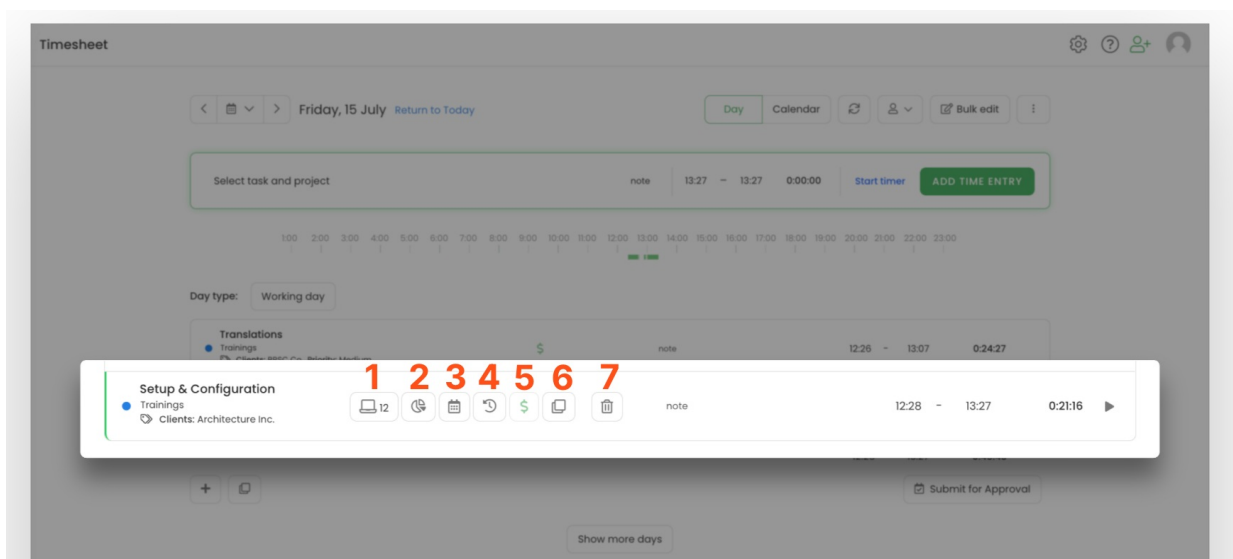 Timesheet
Friday, 15 July Return to Today
Day Calendar
Bulk edit
Select task and project
note
13:27 – 13:27
0:00:00
Start timer
ADD TIME ENTRY
1:00 2:00 3:00 4:00 5:00 6:00 7:00 8:00 9:00 10:00 11:00 12:00 13:00 14:00 15:00 16:00 17:00 18:00 19:00 20:00 21:00 22:00 23:00
Day type: Working day
Translations
Trainings
$ note 12:26 – 13:07 0:24:27
1 2 3 4 5 6 7
Setup & Configuration
Trainings
Clients: Architecture Inc.
12 $ note 12:28 – 13:27 0:21:16
Submit for Approval
Show more days